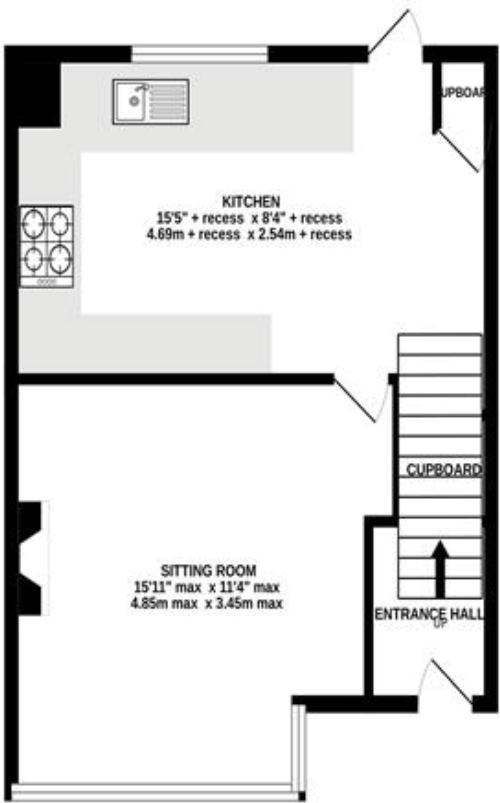 UPBOAR
KITCHEN
15'5" + recess x 8'4" + recess
4.69m + recess x 2.54m + recess
CUPBOARD
SITTING ROOM
15'11" max x 11'4" max
4.85m max x 3.45m max
ENTRANCE HALL
UP